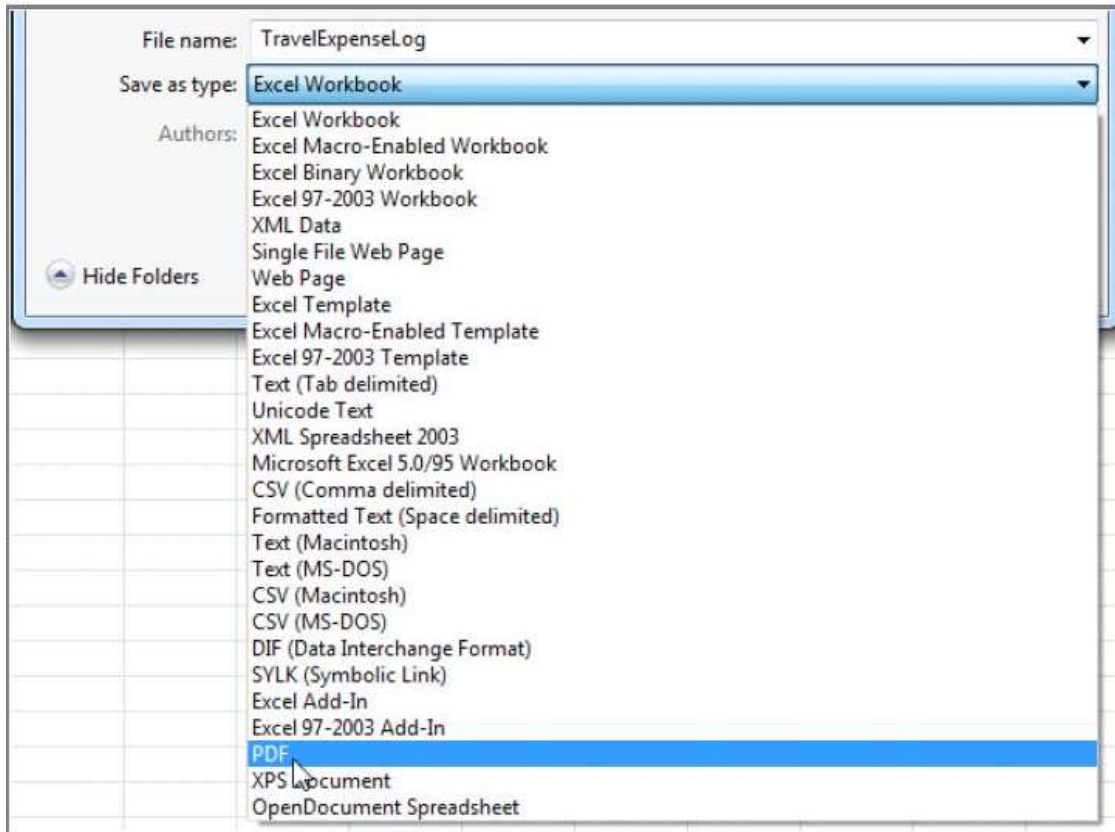 File name: TravelExpenseLog
Save as type: Excel Workbook
Authors:
Excel Workbook
Excel Macro-Enabled Workbook
Excel Binary Workbook
Excel 97-2003 Workbook
XML Data
Single File Web Page
Hide Folders
Web Page
Excel Template
Excel Macro-Enabled Template
Excel 97-2003 Template
Text (Tab delimited)
Unicode Text
XML Spreadsheet 2003
Microsoft Excel 5.0/95 Workbook
CSV (Comma delimited)
Formatted Text (Space delimited)
Text (Macintosh)
Text (MS-DOS)
CSV (Macintosh)
CSV (MS-DOS)
DIF (Data Interchange Format)
SYLK (Symbolic Link)
Excel Add-In
Excel 97-2003 Add-In
PDF
XPS Document
OpenDocument Spreadsheet